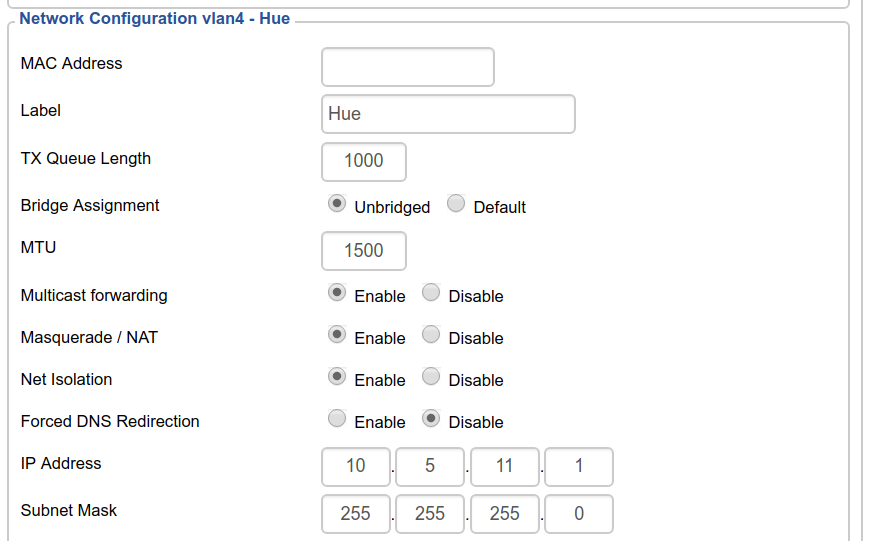 Network Configuration vlan4 - Hue
MAC Address
Label Hue
TX Queue Length 1000
Bridge Assignment Unbridged Default
MTU 1500
Multicast forwarding Enable Disable
Masquerade / NAT Enable Disable
Net Isolation Enable Disable
Forced DNS Redirection Enable Disable
IP Address 10 . 5 . 11 . 1
Subnet Mask 255 . 255 . 255 . 0